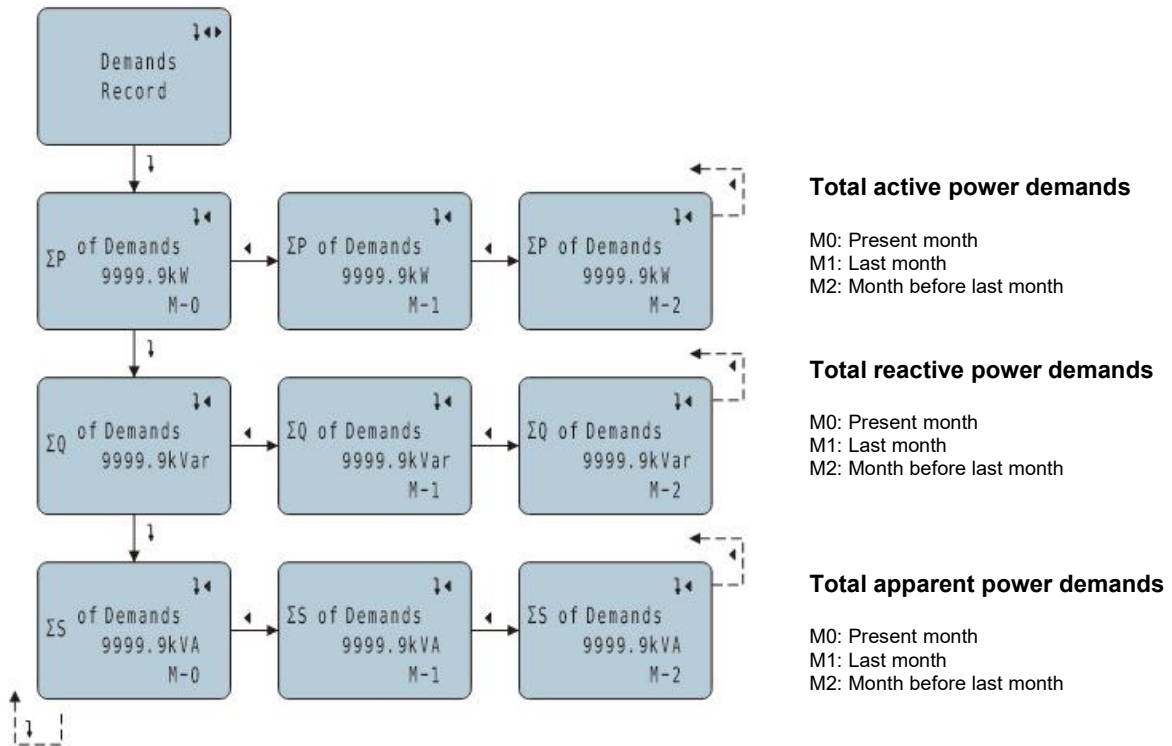 Demands
Record
ΣP of Demands
9999.9kW
M-0
ΣP of Demands
9999.9kW
M-1
ΣP of Demands
9999.9kW
M-2
Total active power demands
M0: Present month
M1: Last month
M2: Month before last month
ΣQ of Demands
9999.9kVar
ΣQ of Demands
9999.9kVar
M-1
ΣQ of Demands
9999.9kVar
M-2
Total reactive power demands
M0: Present month
M1: Last month
M2: Month before last month
ΣS of Demands
9999.9kVA
M-0
ΣS of Demands
9999.9kVA
M-1
ΣS of Demands
9999.9kVA
M-2
Total apparent power demands
M0: Present month
M1: Last month
M2: Month before last month